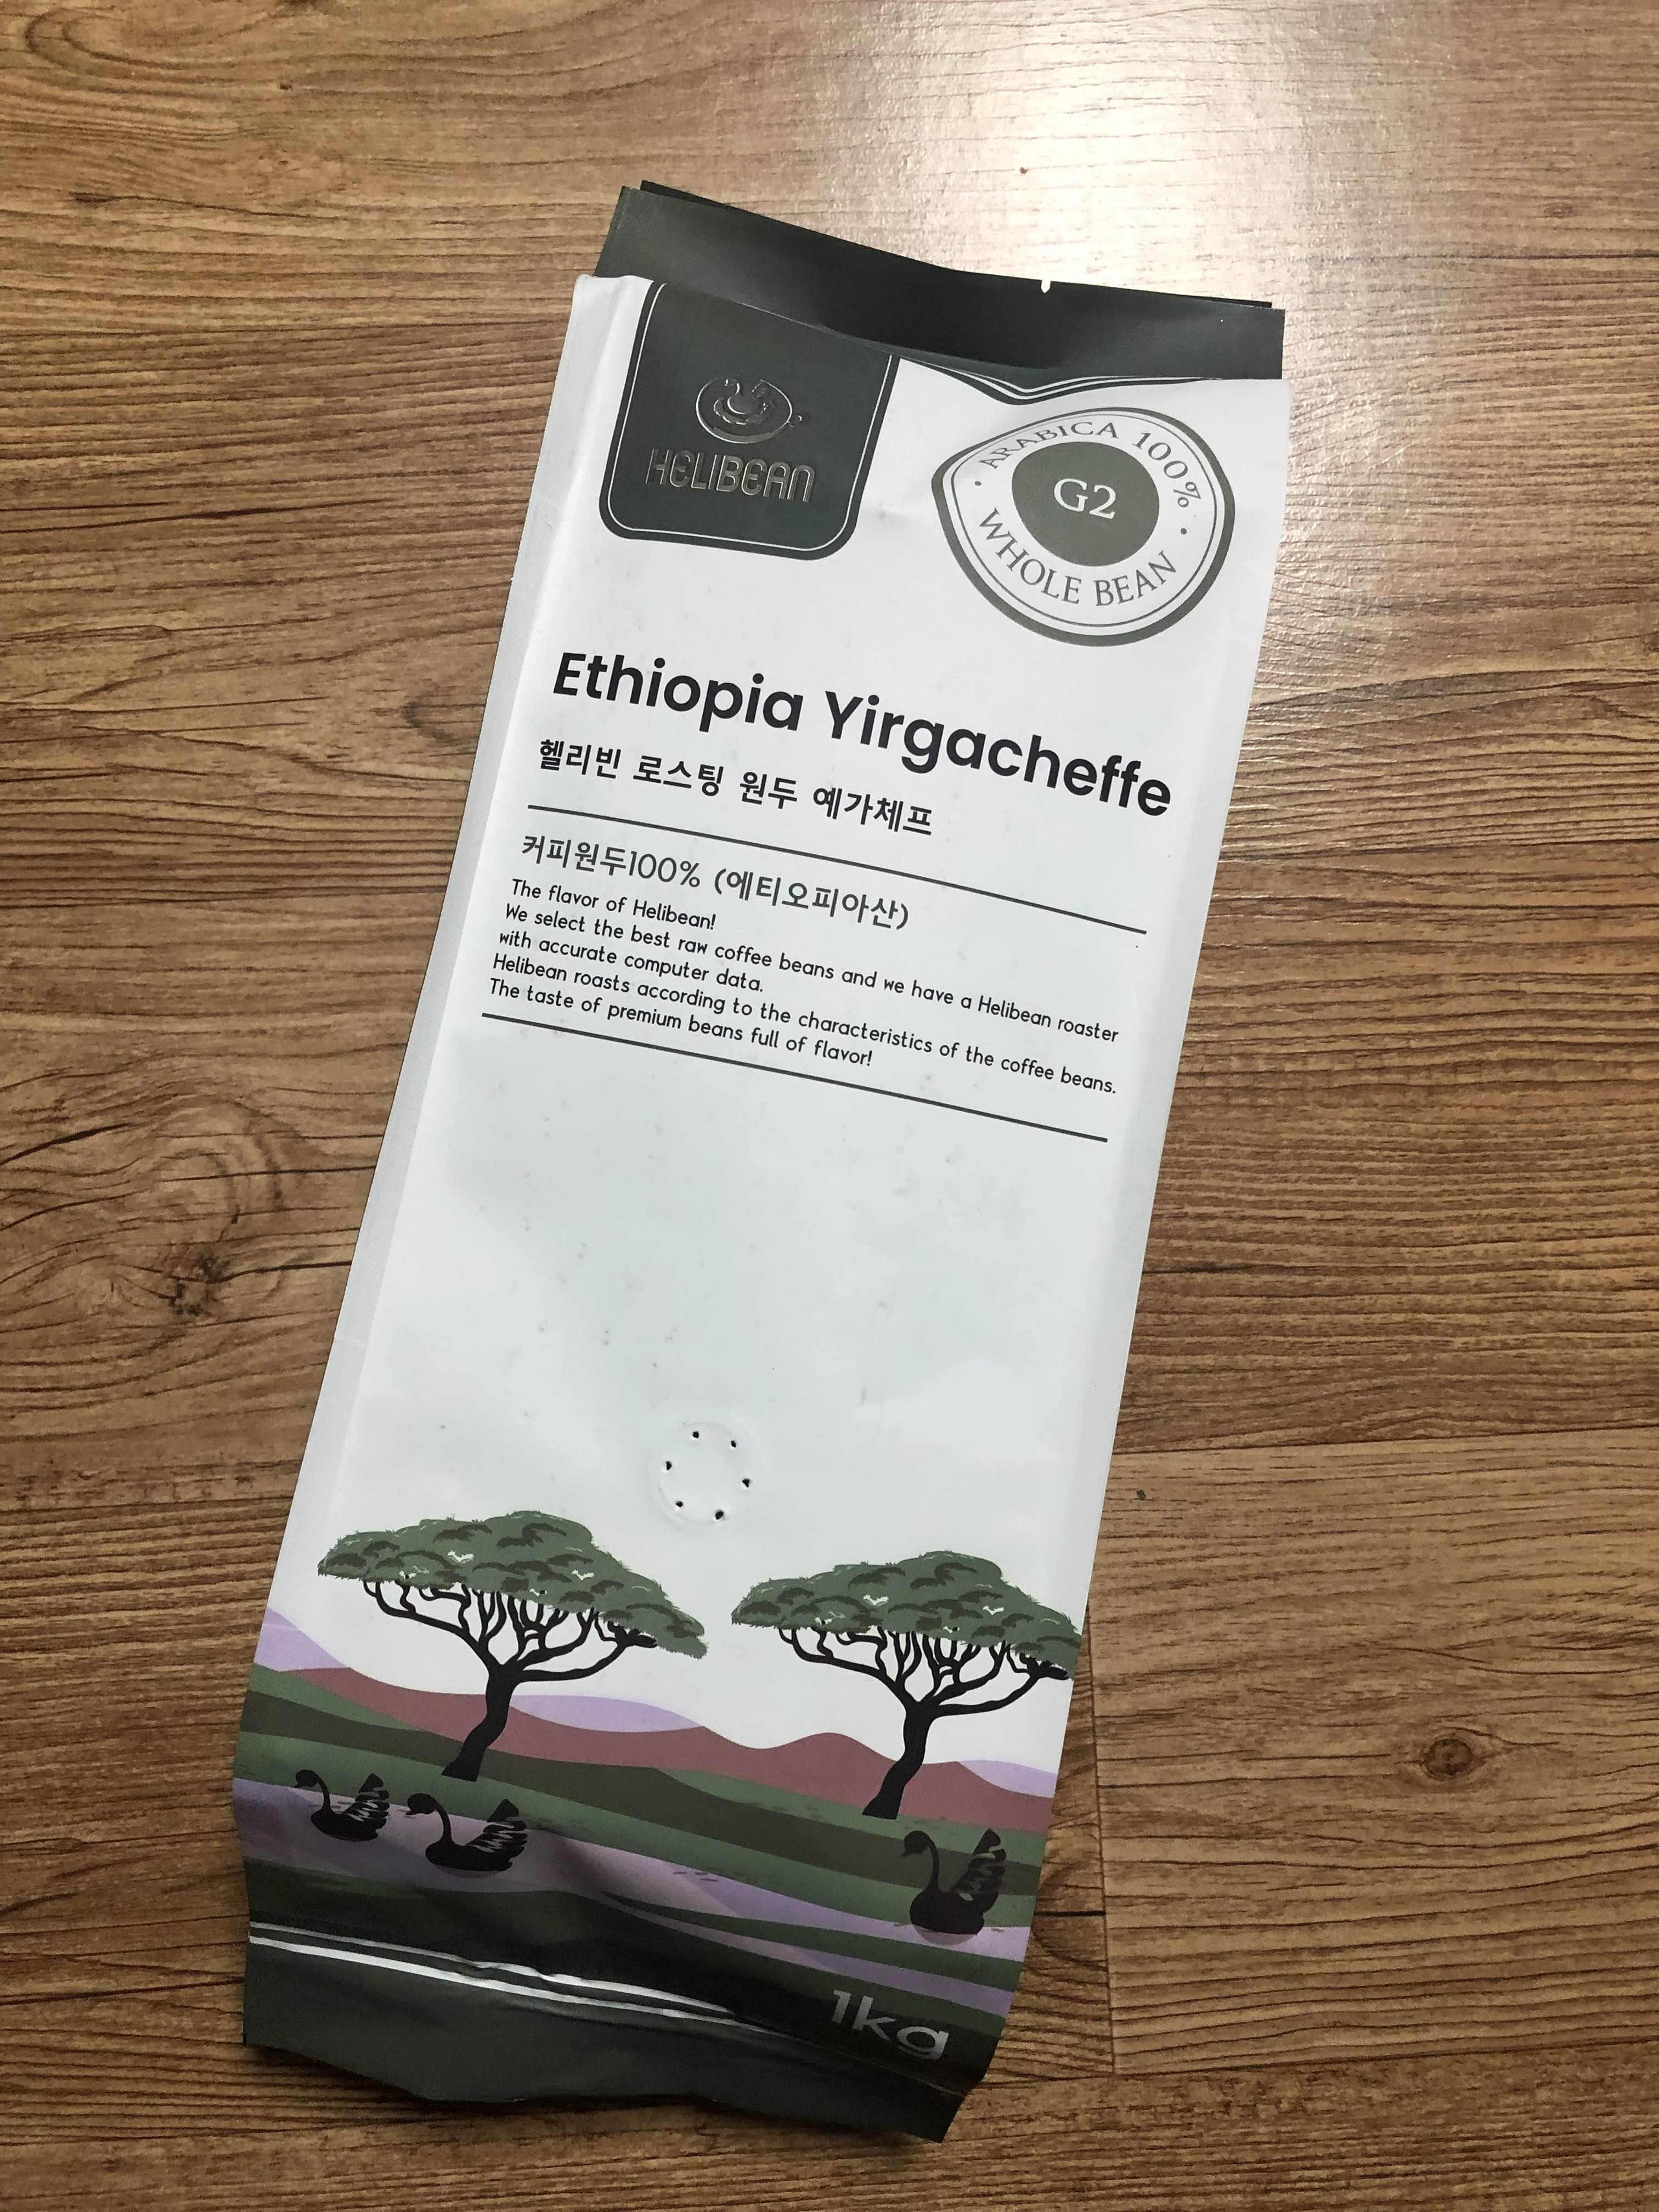 HELIBEAN
ARABICA 100%
G2
WHOLE BEAN
Ethiopia Yirgacheffe
헬리빈 로스팅 원두 예가체프
커피원두100% (에티오피아산)
The flavor of Helibean!
We select the best raw coffee beans and we have a Helibean roaster
with accurate computer data.
Helibean roasts according to the characteristics of the coffee beans.
The taste of premium beans full of flavor!
1kg